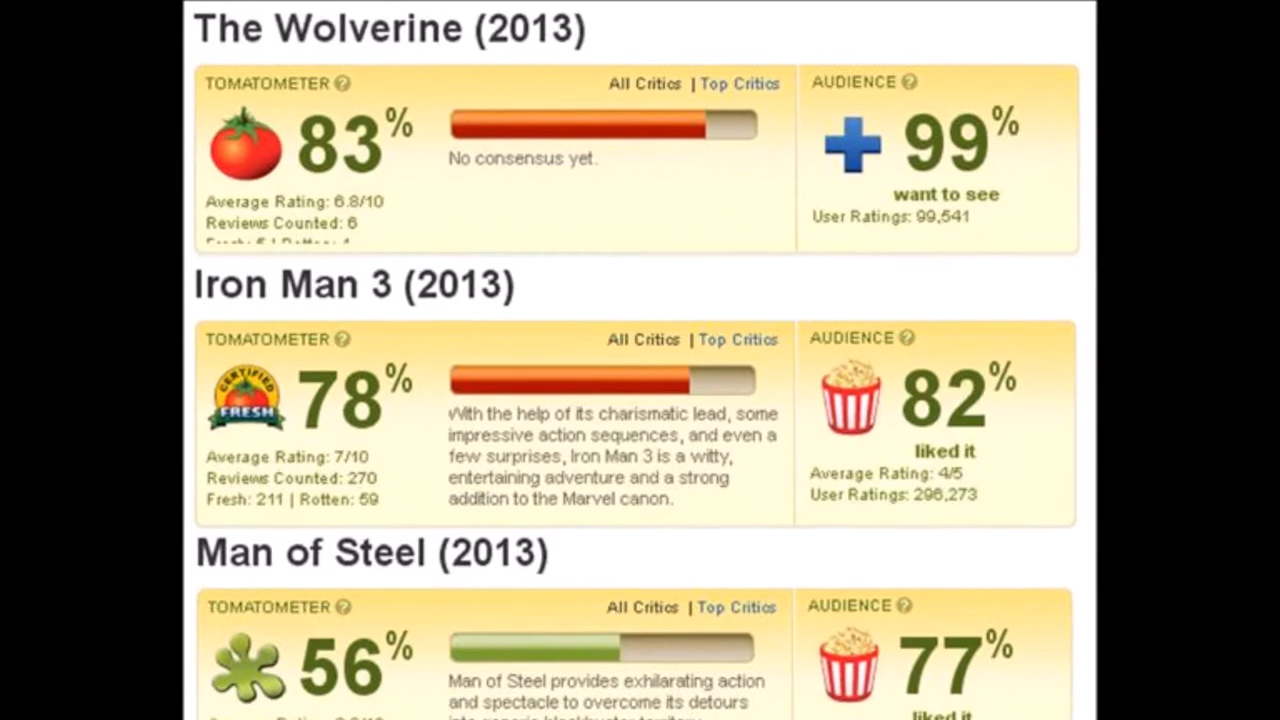 The Wolverine (2013)
TOMATOMETER
All Critics | Top Critics
AUDIENCE
83%
99%
No consensus yet.
want to see
Average Rating: 6.8/10
User Ratings: 99,541
Reviews Counted: 6
Iron Man 3 (2013)
TOMATOMETER
All Critics | Top Critics
AUDIENCE
CERTIFIED
FRESH
78%
82%
With the help of its charismatic lead, some
impressive action sequences, and even a
few surprises, Iron Man 3 is a witty,
entertaining adventure and a strong
addition to the Marvel canon.
liked it
Average Rating: 7/10
Average Rating: 4/5
Reviews Counted: 270
User Ratings: 296,273
Fresh: 211 | Rotten: 59
Man of Steel (2013)
TOMATOMETER
All Critics | Top Critics
AUDIENCE
56%
77%
Man of Steel provides exhilarating action
and spectacle to overcome its detours
liked it